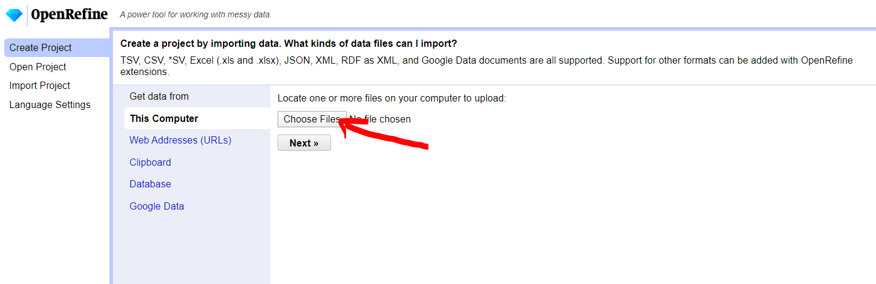 OpenRefine A power tool for working with messy data.
Create Project
Open Project
Import Project
Language Settings
Create a project by importing data. What kinds of data files can I import?
TSV, CSV, *SV, Excel (.xls and .xlsx), JSON, XML, RDF as XML, and Google Data documents are all supported. Support for other formats can be added with OpenRefine
extensions.
Get data from
This Computer
Web Addresses (URLs)
Clipboard
Database
Google Data
Locate one or more files on your computer to upload:
Choose Files No file chosen
Next »